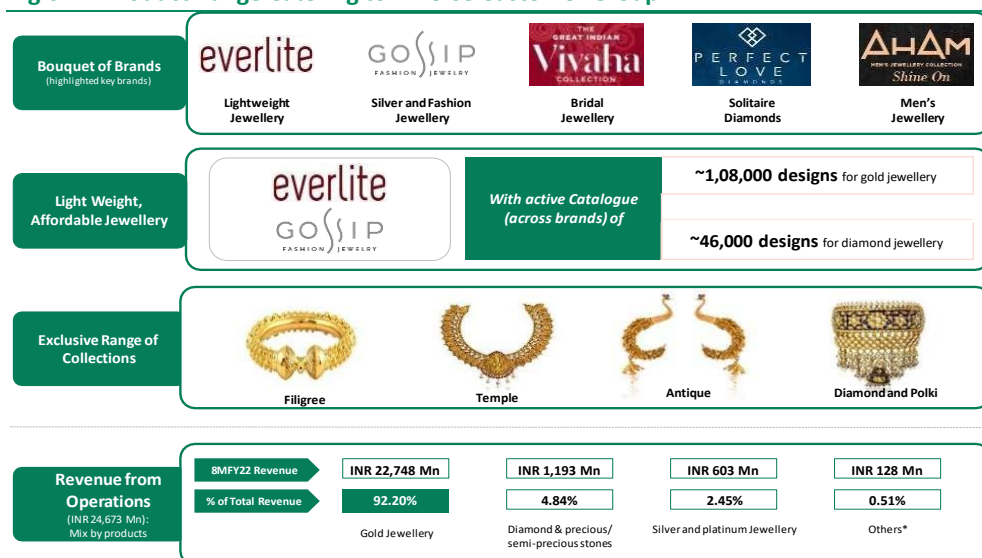 Bouquet of Brands
(highlighted key brands)
everlite
Lightweight
Jewellery
GOSSIP
FASHION JEWELRY
Silver and Fashion
Jewellery
THE
GREAT INDIAN
Vivaha
COLLECTION
Bridal
Jewellery
PERFECT
LOVE
DIAMONDS
Solitaire
Diamonds
AHAM
MEN'S JEWELLERY COLLECTION
Shine On
Men's
Jewellery
Light Weight,
Affordable Jewellery
everlite
GOSSIP
FASHION JEWELRY
With active Catalogue
(across brands) of
~1,08,000 designs for gold jewellery
~46,000 designs for diamond jewellery
Exclusive Range of
Collections
Filigree
Temple
Antique
Diamond and Polki
Revenue from
Operations
(INR 24,673 Mn):
Mix by products
8MFY22 Revenue
INR 22,748 Mn
INR 1,193 Mn
INR 603 Mn
INR 128 Mn
% of Total Revenue
92.20%
4.84%
2.45%
0.51%
Gold Jewellery
Diamond & precious/
semi-precious stones
Silver and platinum Jewellery
Others*